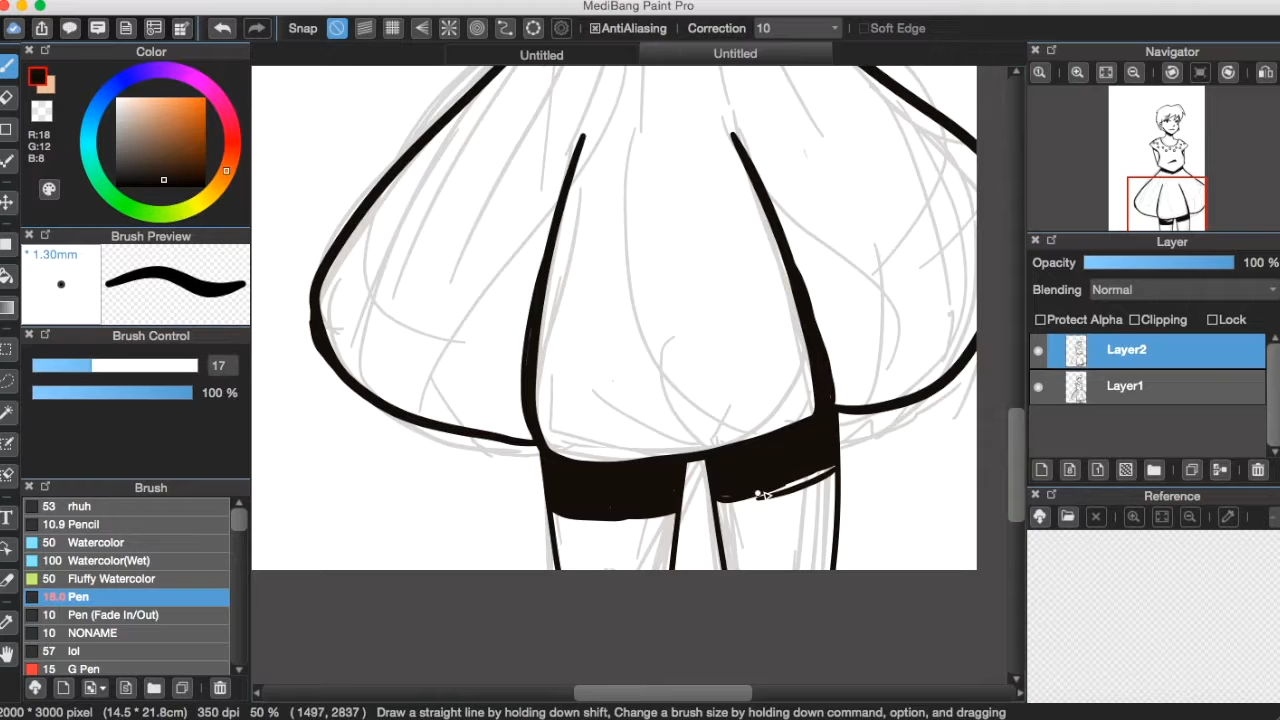 MediBang Paint Pro
Snap
AntiAliasing
Correction 10
Soft Edge
Color
Untitled
Untitled
Navigator
R:18
G:12
B:8
Brush Preview
* 1.30mm
Layer
Opacity 100 %
Blending Normal
Protect Alpha Clipping Lock
Brush Control
17
100 %
Layer2
Layer1
Brush
53 rhuh
10.9 Pencil
50 Watercolor
100 Watercolor(Wet)
50 Fluffy Watercolor
18.0 Pen
10 Pen (Fade In/Out)
10 NONAME
57 lol
15 G Pen
Reference
2000 * 3000 pixel (14.5 * 21.8cm) 350 dpi 50 % ( 1497, 2837 ) Draw a straight line by holding down shift, Change a brush size by holding down command, option, and dragging